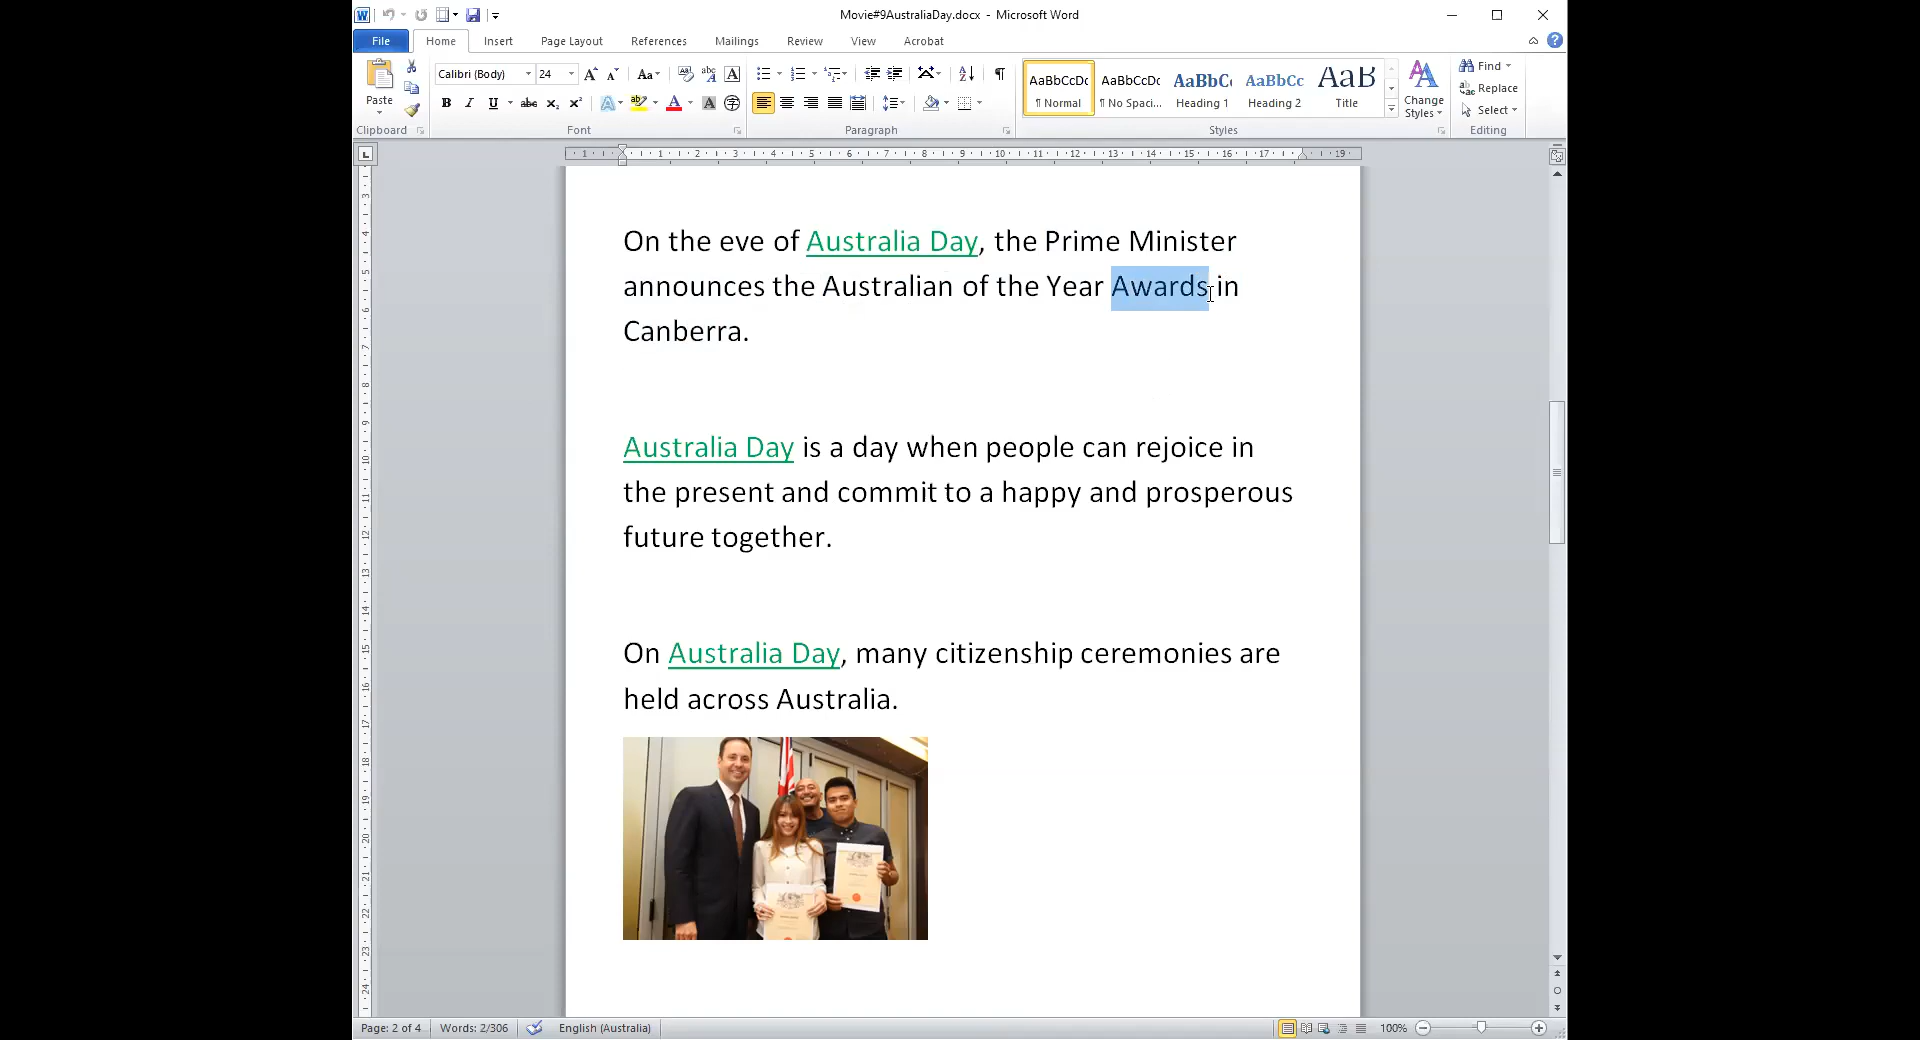 Movie#9AustraliaDay.docx - Microsoft Word
File Home Insert Page Layout References Mailings Review View Acrobat
Paste
Clipboard
Calibri (Body) 24
Font
Paragraph
AaBbCcDc AaBbCcDc AaBbC AaBbCc AaB
¶ Normal ¶ No Spaci... Heading 1 Heading 2 Title
Change
Styles
Styles
Find
Replace
Select
Editing
On the eve of Australia Day, the Prime Minister
announces the Australian of the Year Awards in
Canberra.
Australia Day is a day when people can rejoice in
the present and commit to a happy and prosperous
future together.
On Australia Day, many citizenship ceremonies are
held across Australia.
Page: 2 of 4 Words: 2/306 English (Australia) 100%